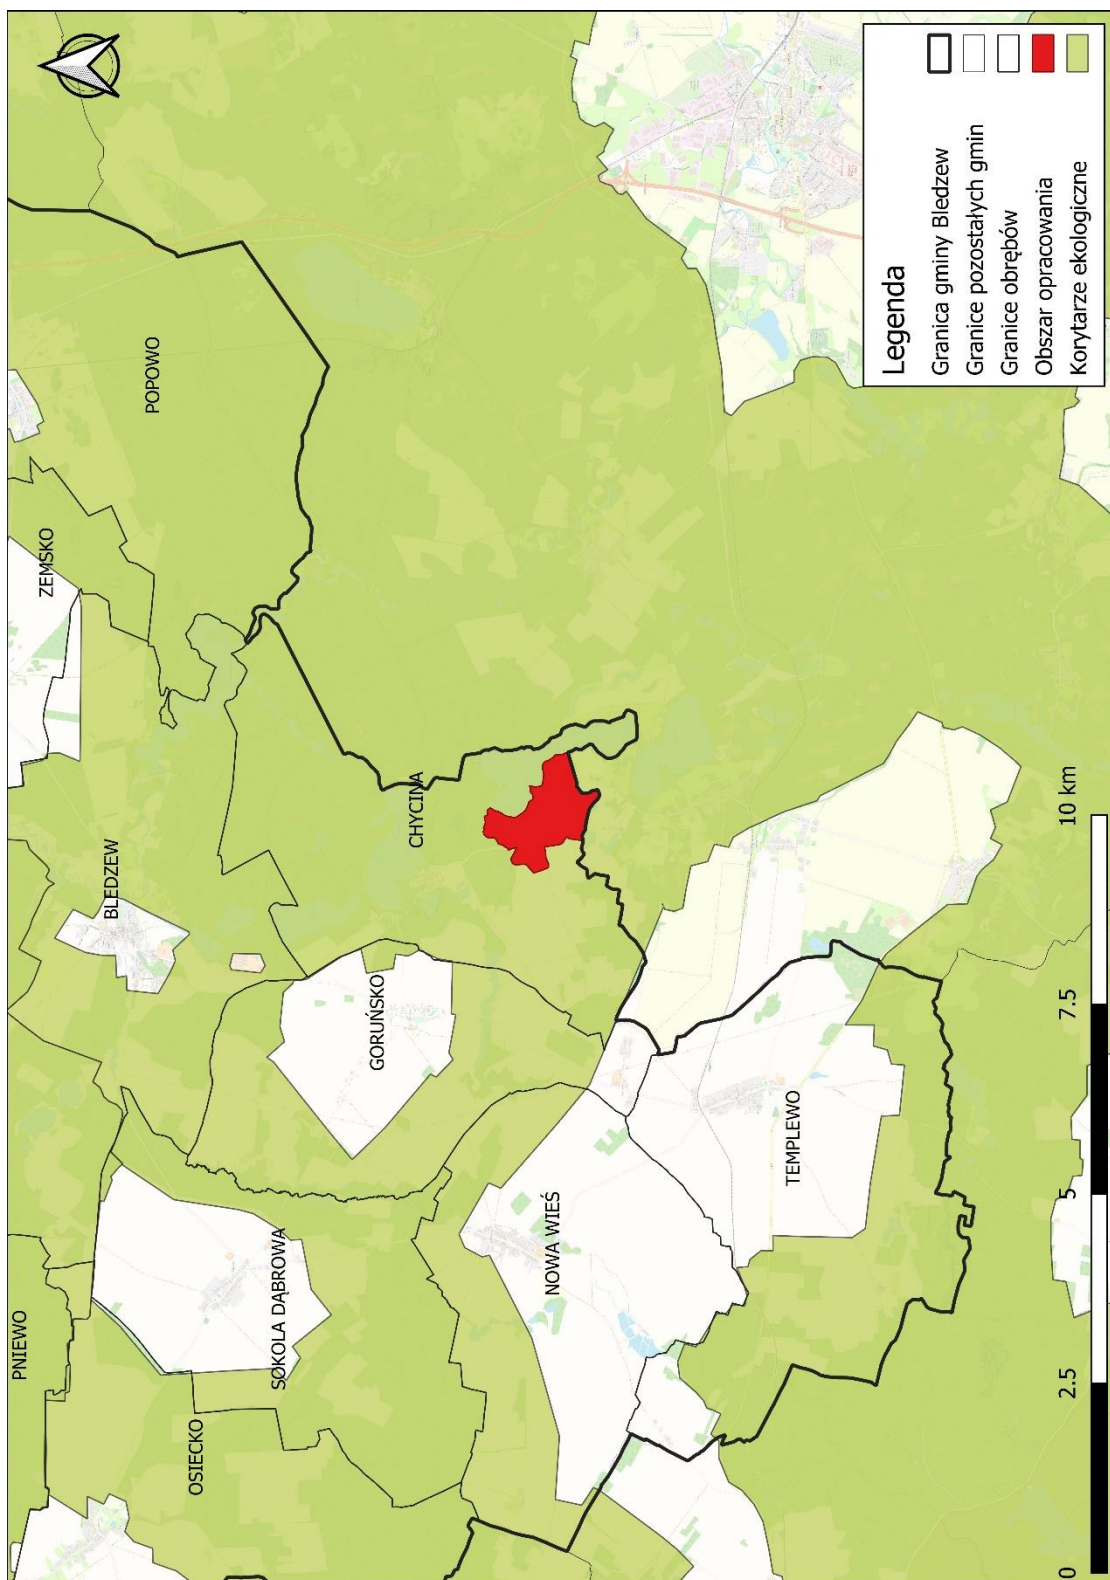 PNIEWO
OSIECKO
SOKOLA DĄBROWA
BLEDZEW
ZEMSKO
POPOWO
GORUŃSKO
CHYCINA
NOWA WIEŚ
TEMPLEWO
Legenda
Granica gminy Bledzew
Granice pozostałych gmin
Granice obrębów
Obszar opracowania
Korytarze ekologiczne
0
2.5
5
7.5
10 km